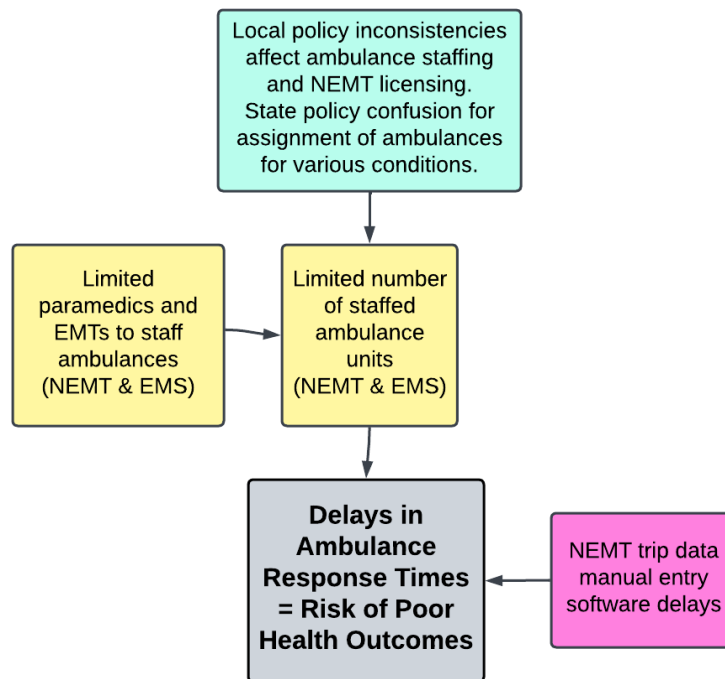 Local policy inconsistencies
affect ambulance staffing
and NEMT licensing.
State policy confusion for
assignment of ambulances
for various conditions.
Limited
paramedics and
EMTs to staff
ambulances
(NEMT & EMS)
Limited number
of staffed
ambulance
units
(NEMT & EMS)
Delays in
Ambulance
Response Times
= Risk of Poor
Health Outcomes
NEMT trip data
manual entry
software delays